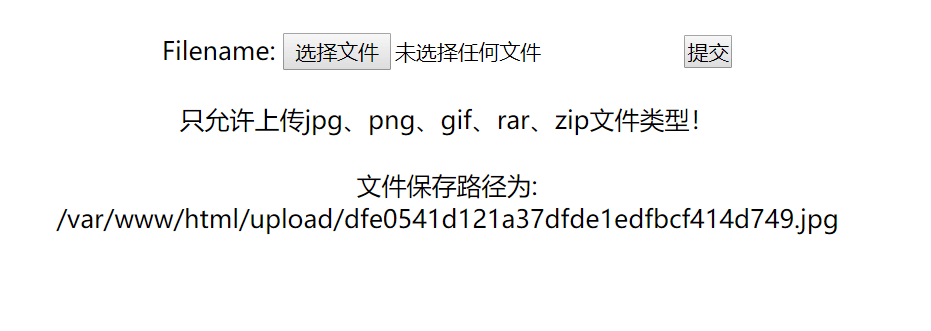 Filename: 选择文件 未选择任何文件 提交
只允许上传jpg、png、gif、rar、zip文件类型！
文件保存路径为:
/var/www/html/upload/dfe0541d121a37dfde1edfbcf414d749.jpg